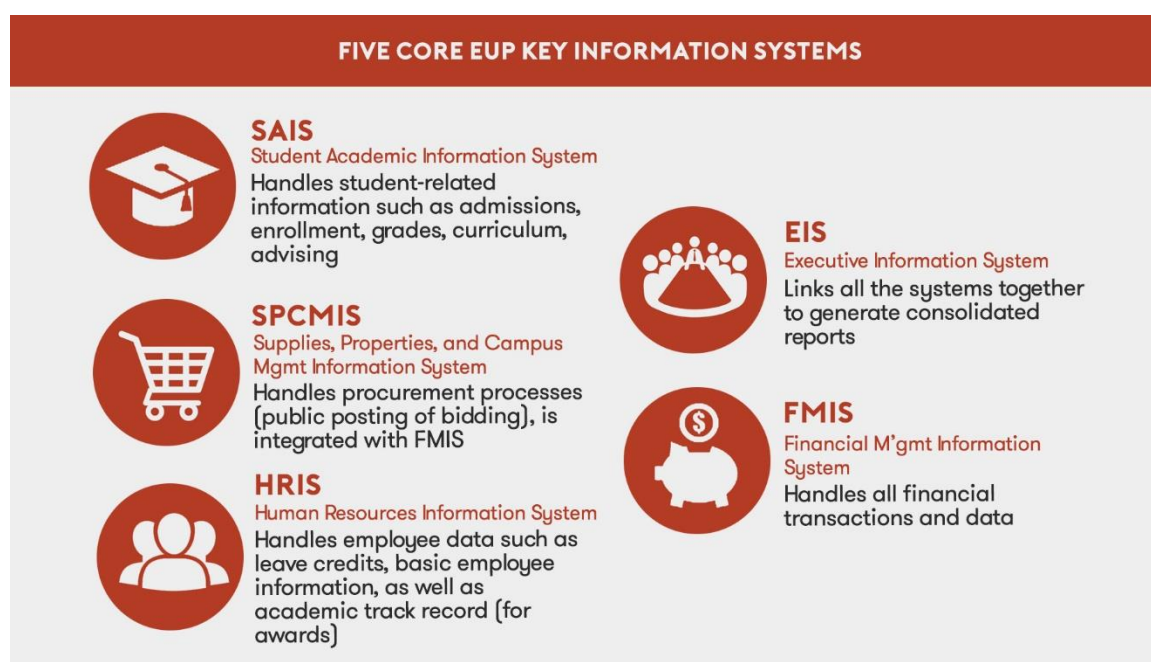 FIVE CORE EUP KEY INFORMATION SYSTEMS
SAIS
Student Academic Information System
Handles student-related
information such as admissions,
enrollment, grades, curriculum,
advising
SPCMIS
Supplies, Properties, and Campus
Mgmt Information System
Handles procurement processes
(public posting of bidding), is
integrated with FMIS
HRIS
Human Resources Information System
Handles employee data such as
leave credits, basic employee
information, as well as
academic track record (for
awards)
EIS
Executive Information System
Links all the systems together
to generate consolidated
reports
$
FMIS
Financial M'gmt Information
System
Handles all financial
transactions and data